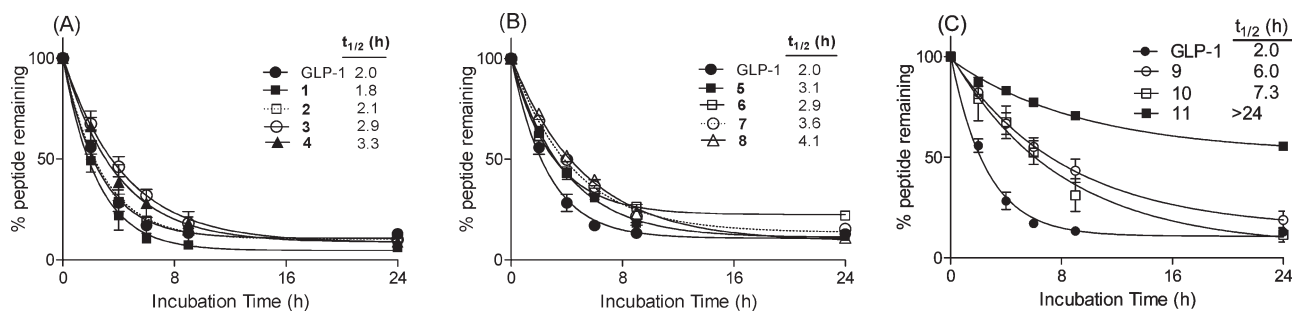 (A)
t1/2 (h)
GLP-1 2.0
1 1.8
2 2.1
3 2.9
4 3.3
% peptide remaining
100
50
0
0 8 16 24
Incubation Time (h)
(B)
t1/2 (h)
GLP-1 2.0
5 3.1
6 2.9
7 3.6
8 4.1
% peptide remaining
100
50
0
0 8 16 24
Incubation Time (h)
(C)
t1/2 (h)
GLP-1 2.0
9 6.0
10 7.3
11 >24
% peptide remaining
100
50
0
0 8 16 24
Incubation Time (h)